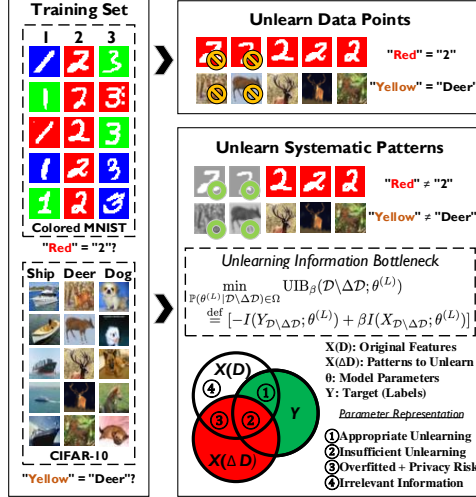 Training Set
1 2 3
Colored MNIST
"Red" = "2"?
Ship Deer Dog
CIFAR-10
"Yellow" = "Deer"?
Unlearn Data Points
"Red" = "2"
"Yellow" = "Deer"
Unlearn Systematic Patterns
"Red" ≠ "2"
"Yellow" ≠ "Deer"
Unlearning Information Bottleneck
min UIB_β(𝒟\Δ𝒟; θ^(L))
ℙ(θ^(L)|𝒟\Δ𝒟)∈Ω
def
= [−I(Y_𝒟\Δ𝒟; θ^(L)) + βI(X_𝒟\Δ𝒟; θ^(L))]
X(D)
④
①
Y
③ ②
X(ΔD)
X(D): Original Features
X(ΔD): Patterns to Unlearn
θ: Model Parameters
Y: Target (Labels)
Parameter Representation
①Appropriate Unlearning
②Insufficient Unlearning
③Overfitted + Privacy Risk
④Irrelevant Information